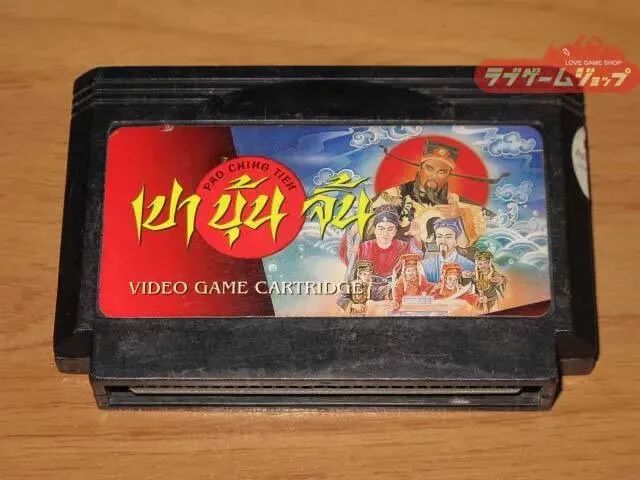 LOVE GAME SHOP
ラブゲームショップ
PAO CHING TIEN
เปา บุ้น จิ้น
VIDEO GAME CARTRIDGE